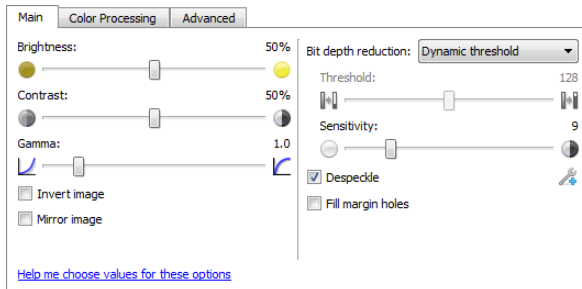 Main Color Processing Advanced
Brightness: 50%
Contrast: 50%
Gamma: 1.0
Invert image
Mirror image
Help me choose values for these options
Bit depth reduction: Dynamic threshold
Threshold: 128
Sensitivity: 9
Despeckle
Fill margin holes